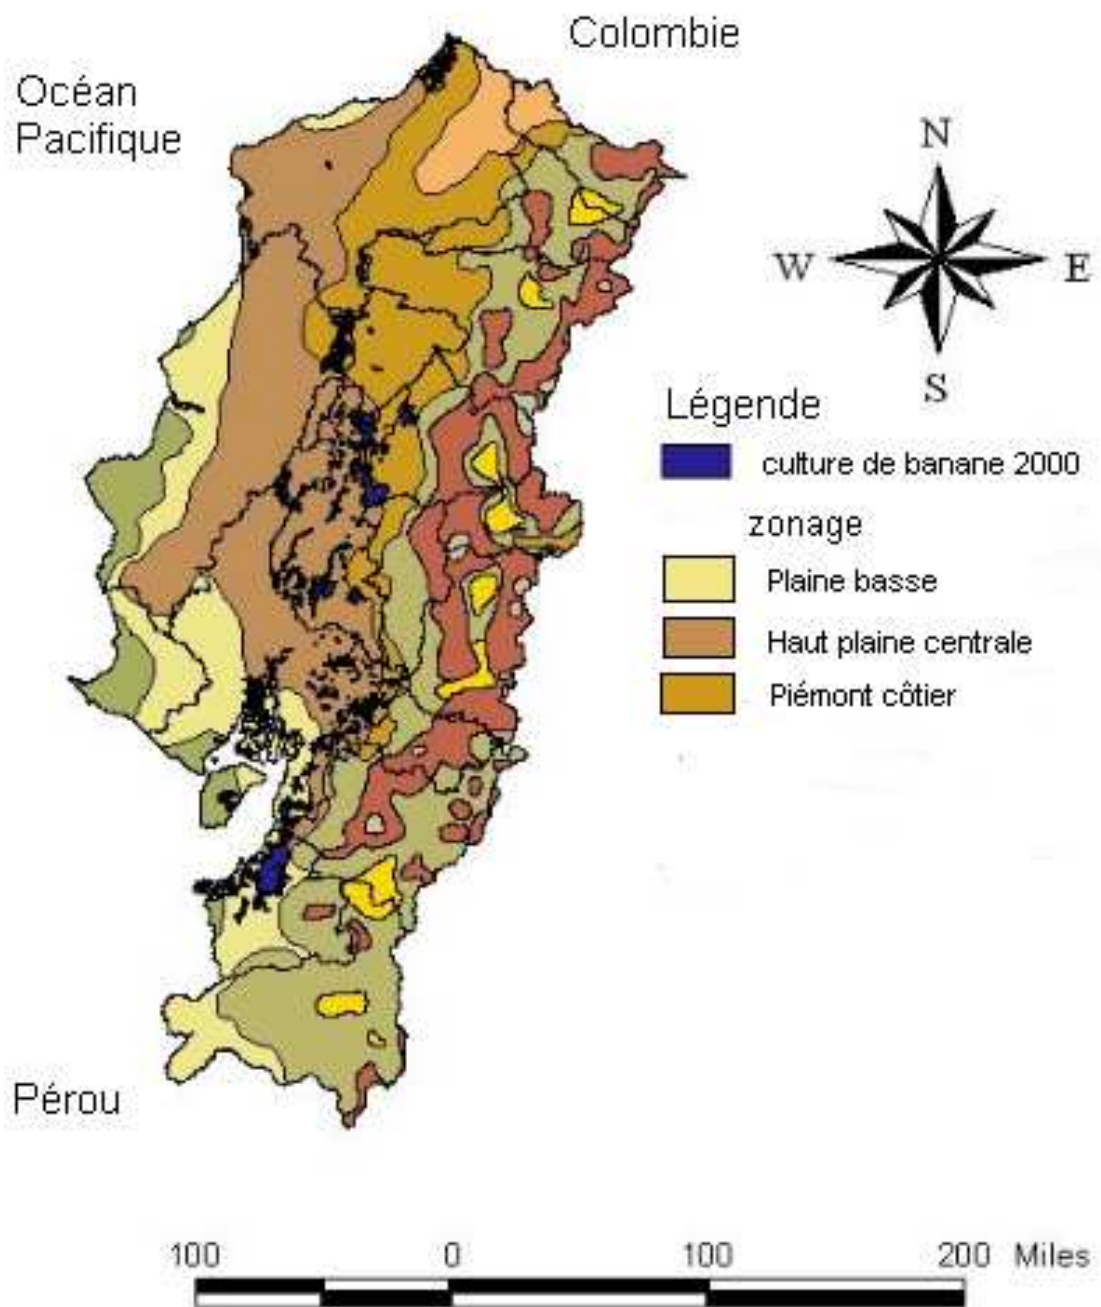 Colombie
Océan
Pacifique
N
W
E
S
Légende
culture de banane 2000
zonage
Plaine basse
Haut plaine centrale
Piémont côtier
Pérou
100 0 100 200 Miles